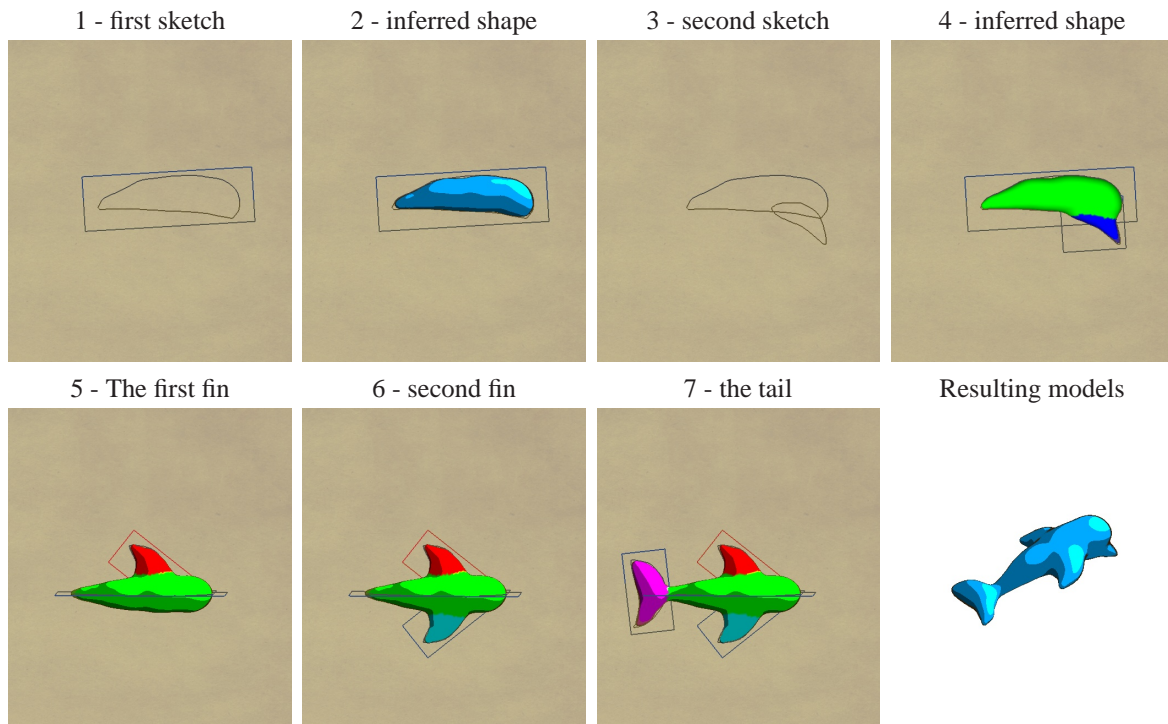 1 - first sketch
2 - inferred shape
3 - second sketch
4 - inferred shape
5 - The first fin
6 - second fin
7 - the tail
Resulting models